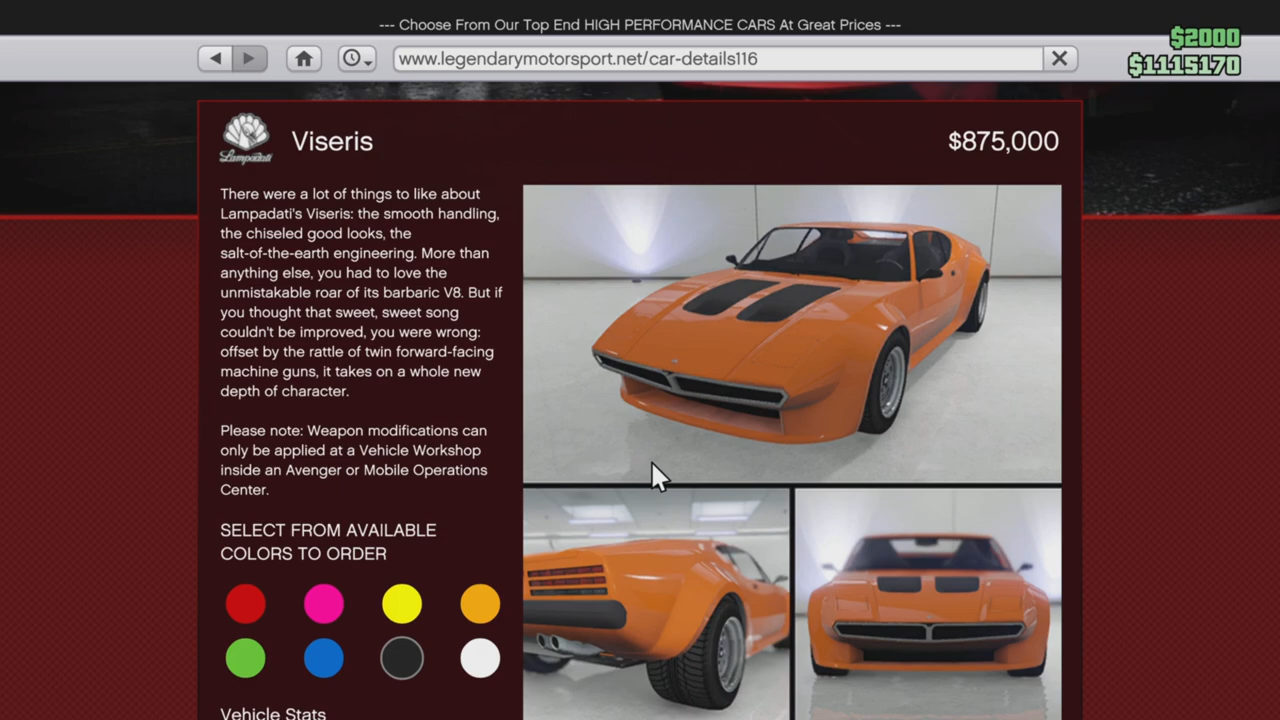 --- Choose From Our Top End HIGH PERFORMANCE CARS At Great Prices ---
$2000
www.legendarymotorsport.net/car-details116
$1115170
Lampadati
Viseris
$875,000
There were a lot of things to like about
Lampadati's Viseris: the smooth handling,
the chiseled good looks, the
salt-of-the-earth engineering. More than
anything else, you had to love the
unmistakable roar of its barbaric V8. But if
you thought that sweet, sweet song
couldn't be improved, you were wrong:
offset by the rattle of twin forward-facing
machine guns, it takes on a whole new
depth of character.
Please note: Weapon modifications can
only be applied at a Vehicle Workshop
inside an Avenger or Mobile Operations
Center.
SELECT FROM AVAILABLE
COLORS TO ORDER
Vehicle Stats